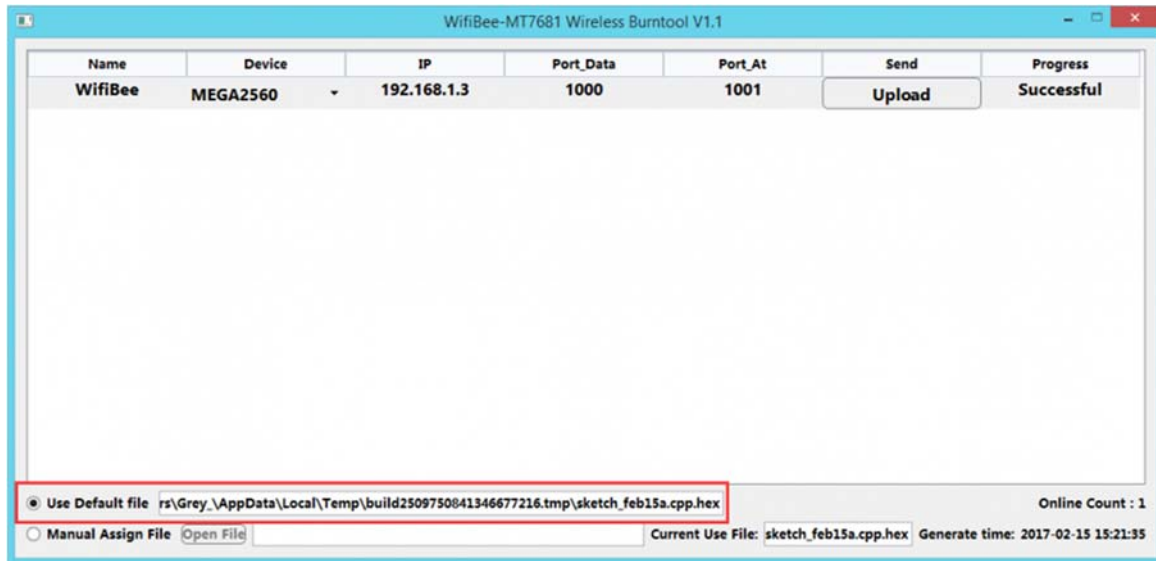 WifiBee-MT7681 Wireless Burntool V1.1
Name Device IP Port_Data Port_At Send Progress
WifiBee MEGA2560 192.168.1.3 1000 1001 Upload Successful
Use Default file rs\Grey_\AppData\Local\Temp\build2509750841346677216.tmp\sketch_feb15a.cpp.hex Online Count : 1
Manual Assign File Open File Current Use File: sketch_feb15a.cpp.hex Generate time: 2017-02-15 15:21:35